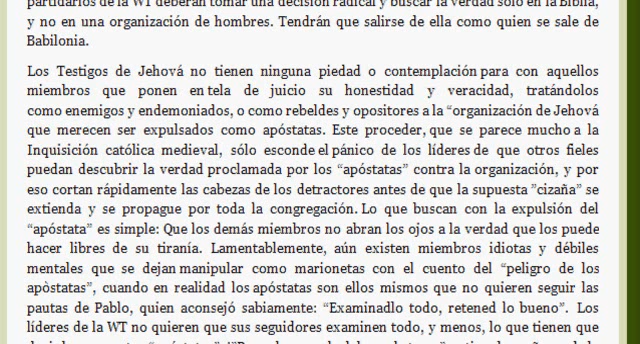 partidarios de la WT deberán tomar una decisión radical y buscar la verdad sólo en la Biblia,
y no en una organización de hombres. Tendrán que salirse de ella como quien se sale de
Babilonia.
Los Testigos de Jehová no tienen ninguna piedad o contemplación para con aquellos
miembros que ponen en tela de juicio su honestidad y veracidad, tratándolos
como enemigos y endemoniados, o como rebeldes y opositores a la “organización de Jehová
que merecen ser expulsados como apóstatas. Este proceder, que se parece mucho a la
Inquisición católica medieval, sólo esconde el pánico de los líderes de que otros fieles
puedan descubrir la verdad proclamada por los “apóstatas” contra la organización, y por
eso cortan rápidamente las cabezas de los detractores antes de que la supuesta ”cizaña” se
extienda y se propague por toda la congregación. Lo que buscan con la expulsión del
“apóstata” es simple: Que los demás miembros no abran los ojos a la verdad que los puede
hacer libres de su tiranía. Lamentablemente, aún existen miembros idiotas y débiles
mentales que se dejan manipular como marionetas con el cuento del “peligro de los
apòstatas”, cuando en realidad los apóstatas son ellos mismos que no quieren seguir las
pautas de Pablo, quien aconsejó sabiamente: “Examinadlo todo, retened lo bueno”. Los
líderes de la WT no quieren que sus seguidores examinen todo, y menos, lo que tienen que